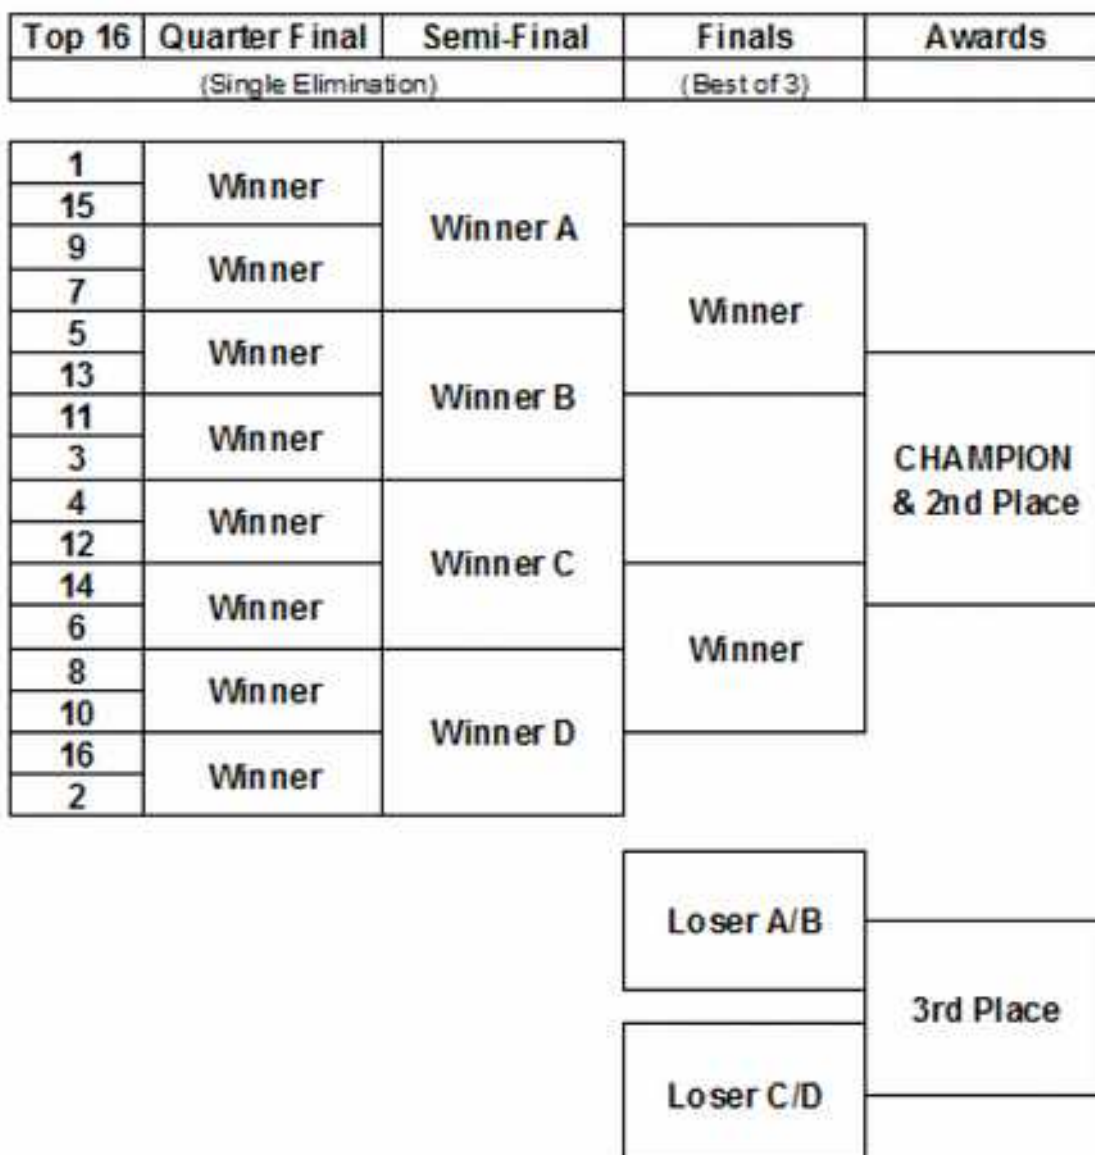 Top 16 Quarter Final Semi-Final Finals Awards
(Single Elimination) (Best of 3)
1
Winner
15
Winner A
9
Winner
7
Winner
5
Winner
13
Winner B
11
Winner
3
CHAMPION
& 2nd Place
4
Winner
12
Winner C
14
Winner
6
Winner
8
Winner
10
Winner D
16
Winner
2
Loser A/B
3rd Place
Loser C/D